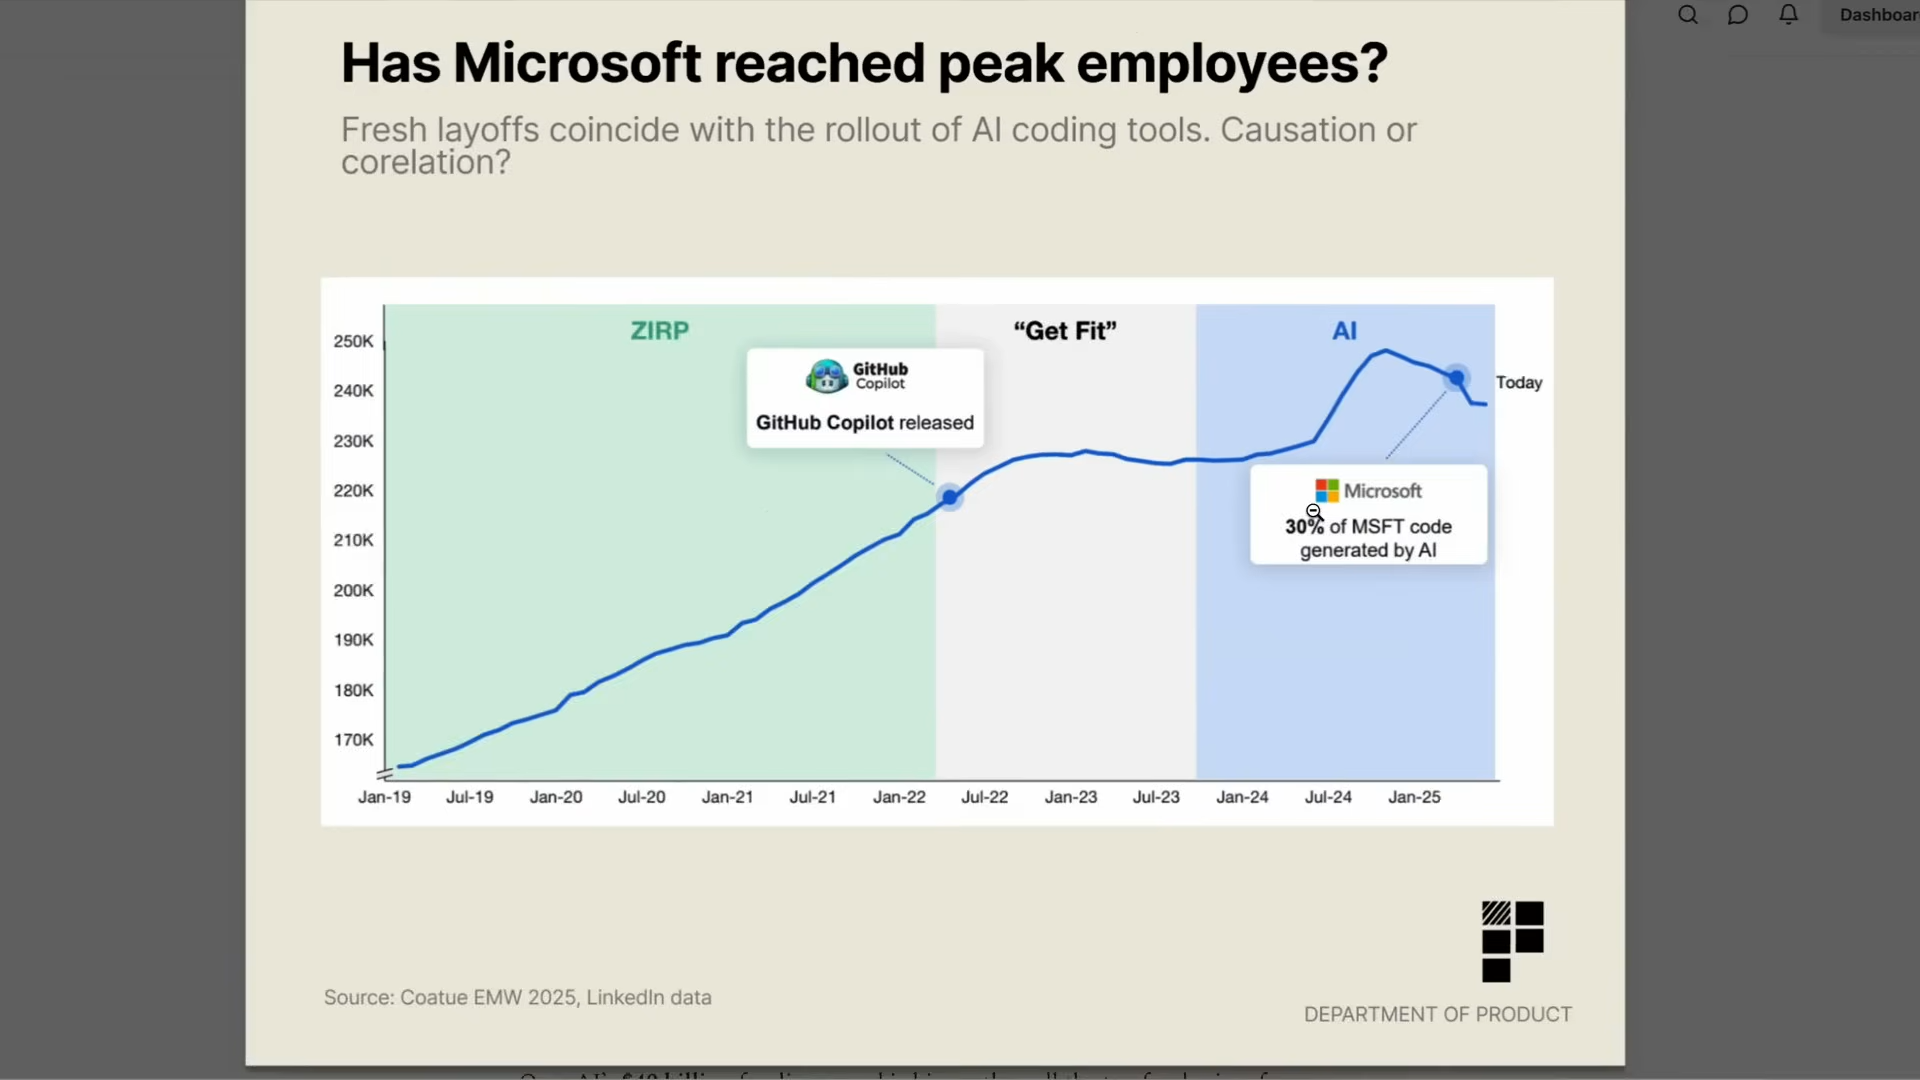 Dashboar
Has Microsoft reached peak employees?
Fresh layoffs coincide with the rollout of AI coding tools. Causation or
corelation?
ZIRP
“Get Fit”
AI
GitHub
Copilot
GitHub Copilot released
Today
Microsoft
30% of MSFT code
generated by AI
250K
240K
230K
220K
210K
200K
190K
180K
170K
Jan-19 Jul-19 Jan-20 Jul-20 Jan-21 Jul-21 Jan-22 Jul-22 Jan-23 Jul-23 Jan-24 Jul-24 Jan-25
Source: Coatue EMW 2025, LinkedIn data
DEPARTMENT OF PRODUCT